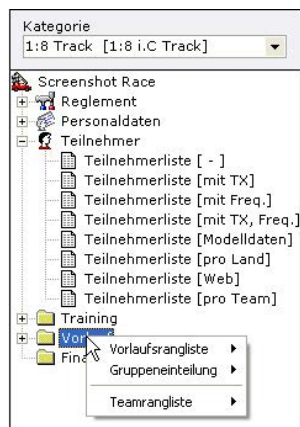 Kategorie
1:8 Track [1:8 i.C Track]
Screenshot Race
Reglement
Personaldaten
Teilnehmer
Teilnehmerliste [ - ]
Teilnehmerliste [mit TX]
Teilnehmerliste [mit Freq.]
Teilnehmerliste [mit TX, Freq.]
Teilnehmerliste [Modelldaten]
Teilnehmerliste [pro Land]
Teilnehmerliste [Web]
Teilnehmerliste [pro Team]
Training
Vorlauf
Vorlaufsrangliste
Gruppeneinteilung
Teamrangliste